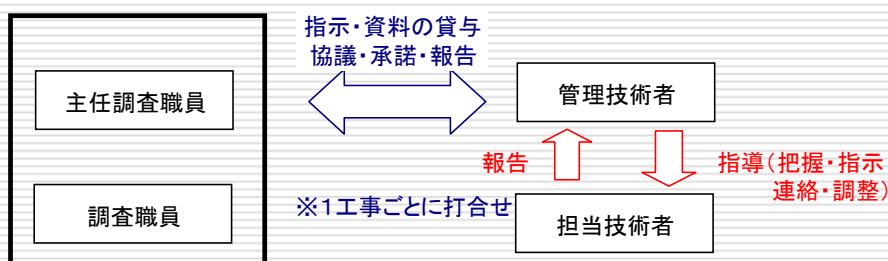 指示・資料の貸与
協議・承諾・報告
主任調査職員
管理技術者
報告
指導(把握・指示
連絡・調整)
調査職員
※1工事ごとに打合せ
担当技術者